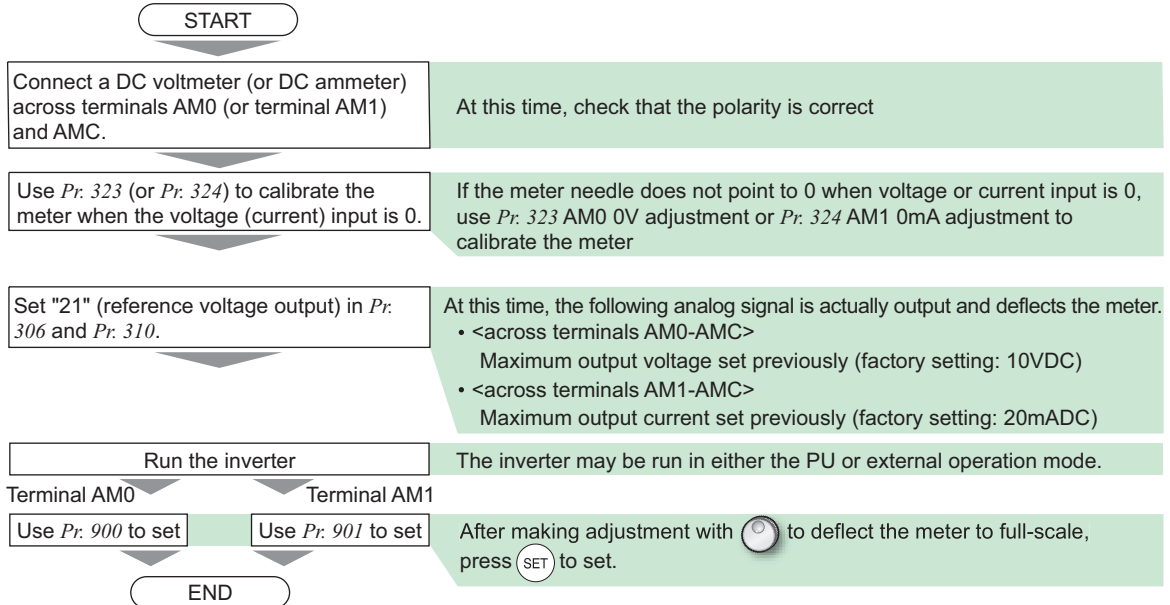 START
Connect a DC voltmeter (or DC ammeter)
across terminals AM0 (or terminal AM1)
and AMC.
At this time, check that the polarity is correct
Use Pr. 323 (or Pr. 324) to calibrate the
meter when the voltage (current) input is 0.
If the meter needle does not point to 0 when voltage or current input is 0,
use Pr. 323 AM0 0V adjustment or Pr. 324 AM1 0mA adjustment to
calibrate the meter
Set "21" (reference voltage output) in Pr.
306 and Pr. 310.
At this time, the following analog signal is actually output and deflects the meter.
• <across terminals AM0-AMC>
Maximum output voltage set previously (factory setting: 10VDC)
• <across terminals AM1-AMC>
Maximum output current set previously (factory setting: 20mADC)
Run the inverter
The inverter may be run in either the PU or external operation mode.
Terminal AM0
Terminal AM1
Use Pr. 900 to set
Use Pr. 901 to set
After making adjustment with to deflect the meter to full-scale,
press SET to set.
END